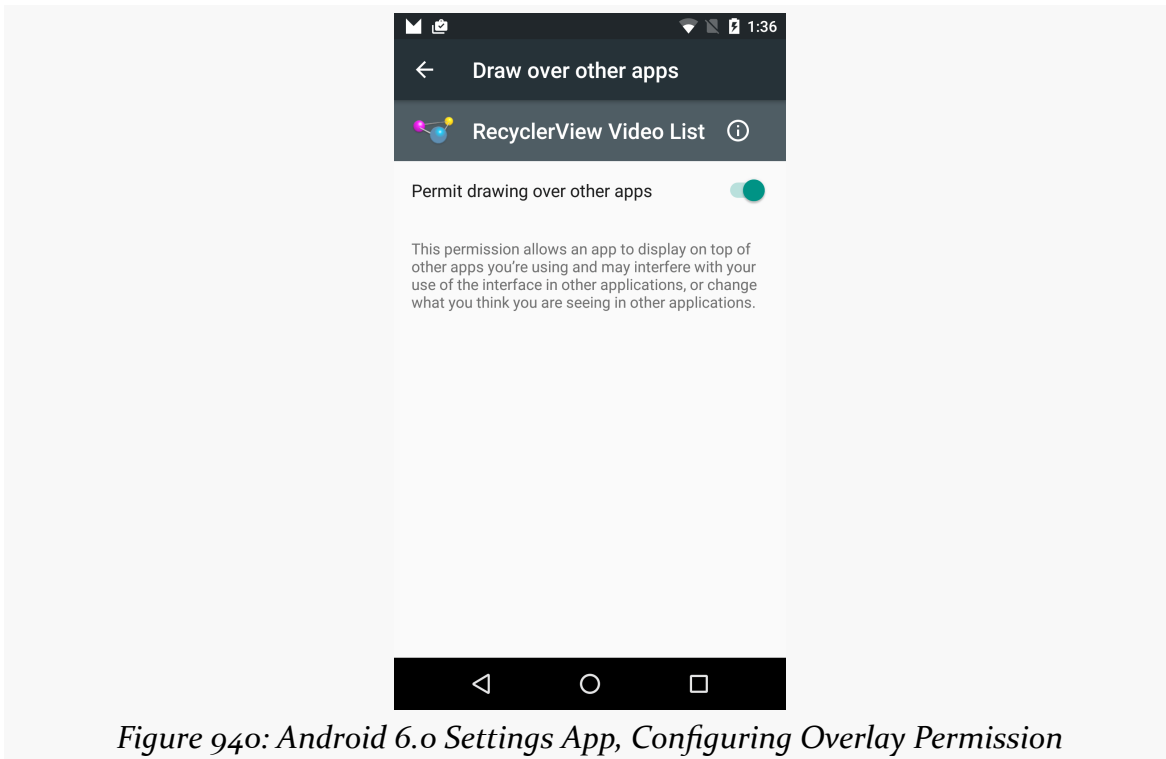 1:36
Draw over other apps
RecyclerView Video List
Permit drawing over other apps
This permission allows an app to display on top of
other apps you’re using and may interfere with your
use of the interface in other applications, or change
what you think you are seeing in other applications.
Figure 940: Android 6.0 Settings App, Configuring Overlay Permission